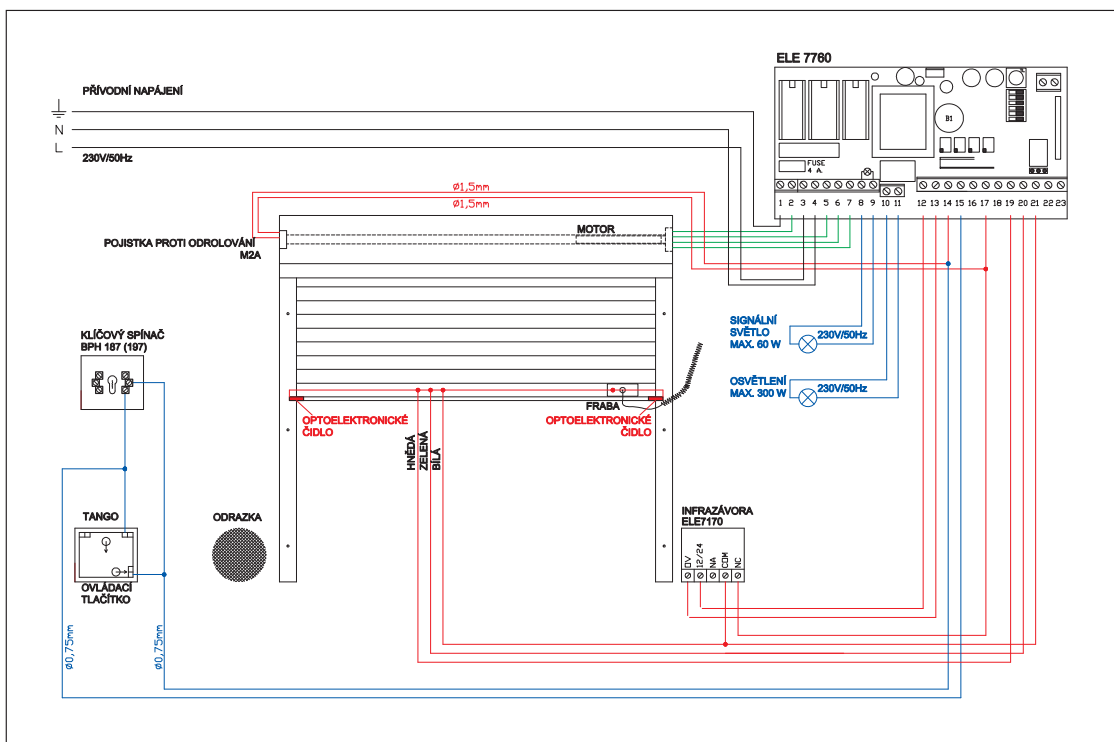 ELE 7760
PŘÍVODNÍ NAPÁJENÍ
N
L
230V/50Hz
B1
FUSE
4 A.
1 2 3 4 5 6 7 8 9 10 11 12 13 14 15 16 17 18 19 20 21 22 23
Ø1,5mm
Ø1,5mm
POJISTKA PROTI ODROLOVÁNÍ
M2A
MOTOR
KLÍČOVÝ SPÍNAČ
BPH 187 (197)
SIGNÁLNÍ
SVĚTLO
MAX. 60 W
230V/50Hz
OSVĚTLENÍ
MAX. 300 W
230V/50Hz
FRABA
OPTOELEKTRONICKÉ
ČIDLO
OPTOELEKTRONICKÉ
ČIDLO
HNĚDÁ
ZELENÁ
BÍLÁ
TANGO
ODRAZKA
INFRAZÁVORA
ELE7170
0V
12/24
NA
COM
NC
OVLÁDACÍ
TLAČÍTKO
Ø0,75mm
Ø0,75mm